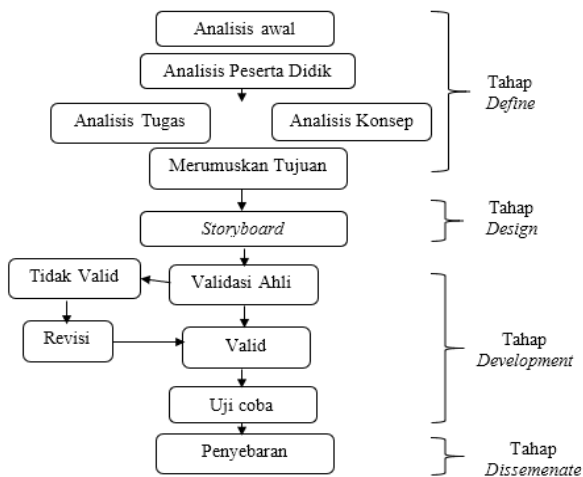 Analisis awal
Analisis Peserta Didik
Tahap
Define
Analisis Tugas
Analisis Konsep
Merumuskan Tujuan
Storyboard
Tahap
Design
Tidak Valid
Validasi Ahli
Revisi
Valid
Tahap
Development
Uji coba
Penyebaran
Tahap
Dissemenate